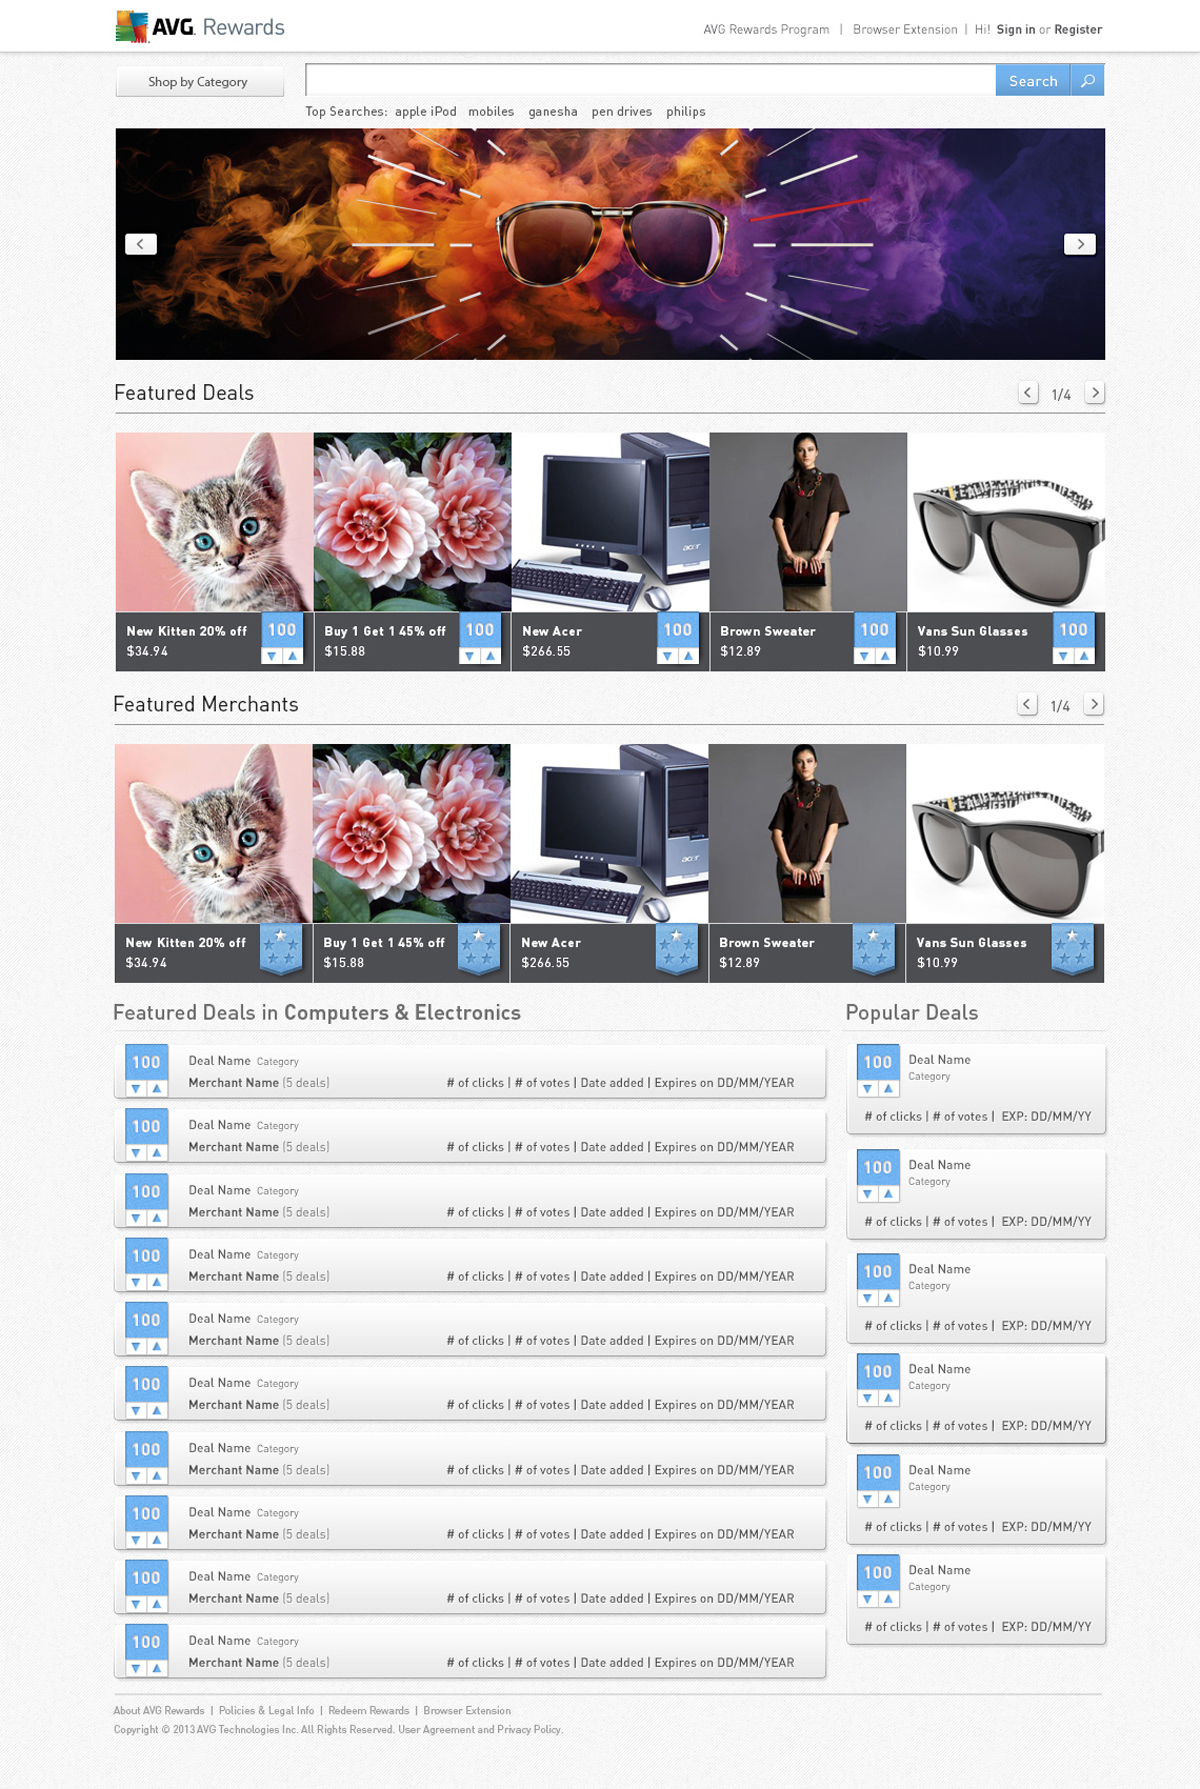 AVG Rewards
AVG Rewards Program | Browser Extension | Hi! Sign in or Register
Shop by Category
Search
Top Searches: apple iPod mobiles ganesha pen drives philips
Featured Deals
1/4
acer
New Kitten 20% off
$34.94
100
Buy 1 Get 1 45% off
$15.88
100
New Acer
$266.55
100
Brown Sweater
$12.89
100
Vans Sun Glasses
$10.99
100
Featured Merchants
1/4
acer
New Kitten 20% off
$34.94
Buy 1 Get 1 45% off
$15.88
New Acer
$266.55
Brown Sweater
$12.89
Vans Sun Glasses
$10.99
Featured Deals in Computers & Electronics
100
Deal Name Category
Merchant Name (5 deals) # of clicks | # of votes | Date added | Expires on DD/MM/YEAR
100
Deal Name Category
Merchant Name (5 deals) # of clicks | # of votes | Date added | Expires on DD/MM/YEAR
100
Deal Name Category
Merchant Name (5 deals) # of clicks | # of votes | Date added | Expires on DD/MM/YEAR
100
Deal Name Category
Merchant Name (5 deals) # of clicks | # of votes | Date added | Expires on DD/MM/YEAR
100
Deal Name Category
Merchant Name (5 deals) # of clicks | # of votes | Date added | Expires on DD/MM/YEAR
100
Deal Name Category
Merchant Name (5 deals) # of clicks | # of votes | Date added | Expires on DD/MM/YEAR
100
Deal Name Category
Merchant Name (5 deals) # of clicks | # of votes | Date added | Expires on DD/MM/YEAR
100
Deal Name Category
Merchant Name (5 deals) # of clicks | # of votes | Date added | Expires on DD/MM/YEAR
100
Deal Name Category
Merchant Name (5 deals) # of clicks | # of votes | Date added | Expires on DD/MM/YEAR
100
Deal Name Category
Merchant Name (5 deals) # of clicks | # of votes | Date added | Expires on DD/MM/YEAR
Popular Deals
100
Deal Name
Category
# of clicks | # of votes | EXP: DD/MM/YY
100
Deal Name
Category
# of clicks | # of votes | EXP: DD/MM/YY
100
Deal Name
Category
# of clicks | # of votes | EXP: DD/MM/YY
100
Deal Name
Category
# of clicks | # of votes | EXP: DD/MM/YY
100
Deal Name
Category
# of clicks | # of votes | EXP: DD/MM/YY
100
Deal Name
Category
# of clicks | # of votes | EXP: DD/MM/YY
About AVG Rewards | Policies & Legal Info | Redeem Rewards | Browser Extension
Copyright © 2013 AVG Technologies Inc. All Rights Reserved. User Agreement and Privacy Policy.